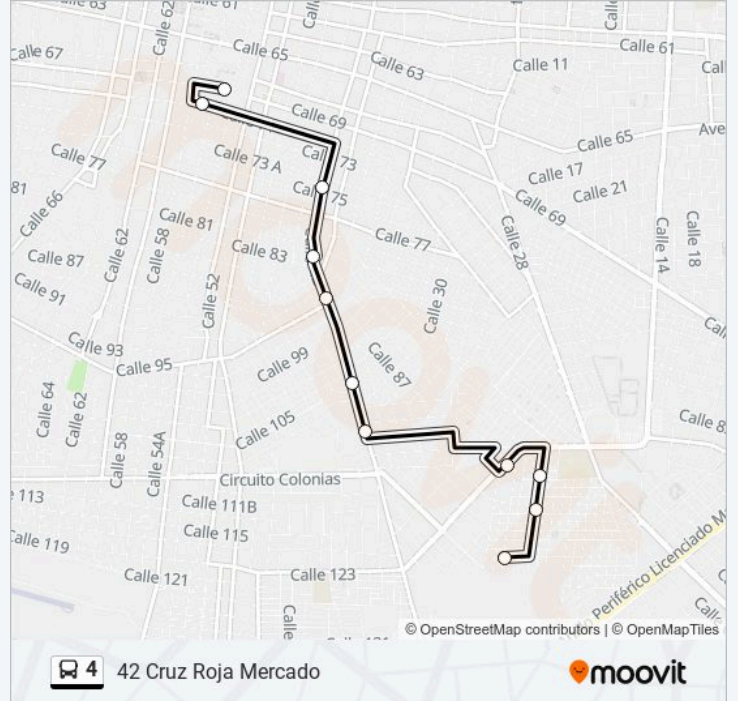 Calle 62
Calle 67
Calle 65
Calle 63
Calle 11
Calle 61
Calle 69
Calle 77
Calle 73 A
Calle 65
Calle 17
Calle 21
Calle 69
81
Calle 66
Calle 81
Calle 62
Calle 58
Calle 83
Calle 77
Calle 28
Calle 14
Calle 18
Calle 87
Calle 91
Calle 52
Calle 30
Calle 93
Calle 95
Calle 99
Calle 87
Calle 64
Calle 62
Calle 105
Calle 58
Calle 54A
Circuito Colonias
113
Calle 111B
Calle 115
Calle 119
Calle 121
Calle 123
Calle
© OpenStreetMap contributors | © OpenMapTiles
4
42 Cruz Roja Mercado
moovit